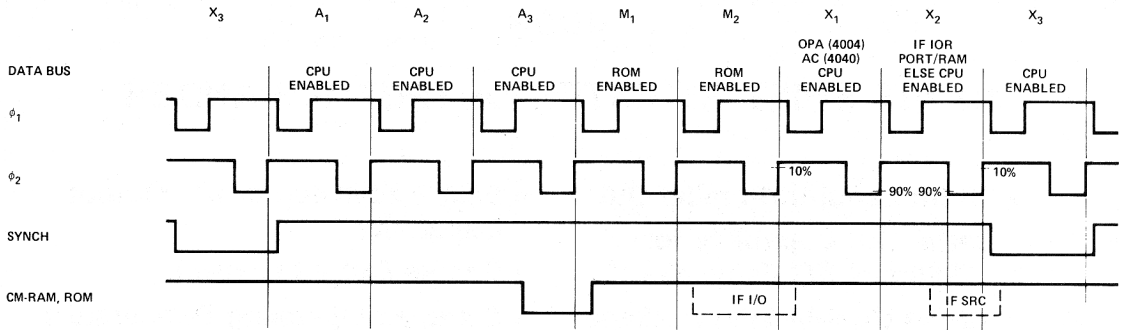 X3 A1 A2 A3 M1 M2 X1 X2 X3
OPA (4004) IF IOR
AC (4040) PORT/RAM
DATA BUS CPU CPU CPU ROM ROM CPU ELSE CPU CPU
ENABLED ENABLED ENABLED ENABLED ENABLED ENABLED ENABLED ENABLED
ϕ1
ϕ2 10% 10%
90% 90%
SYNCH
CM-RAM, ROM IF I/O IF SRC